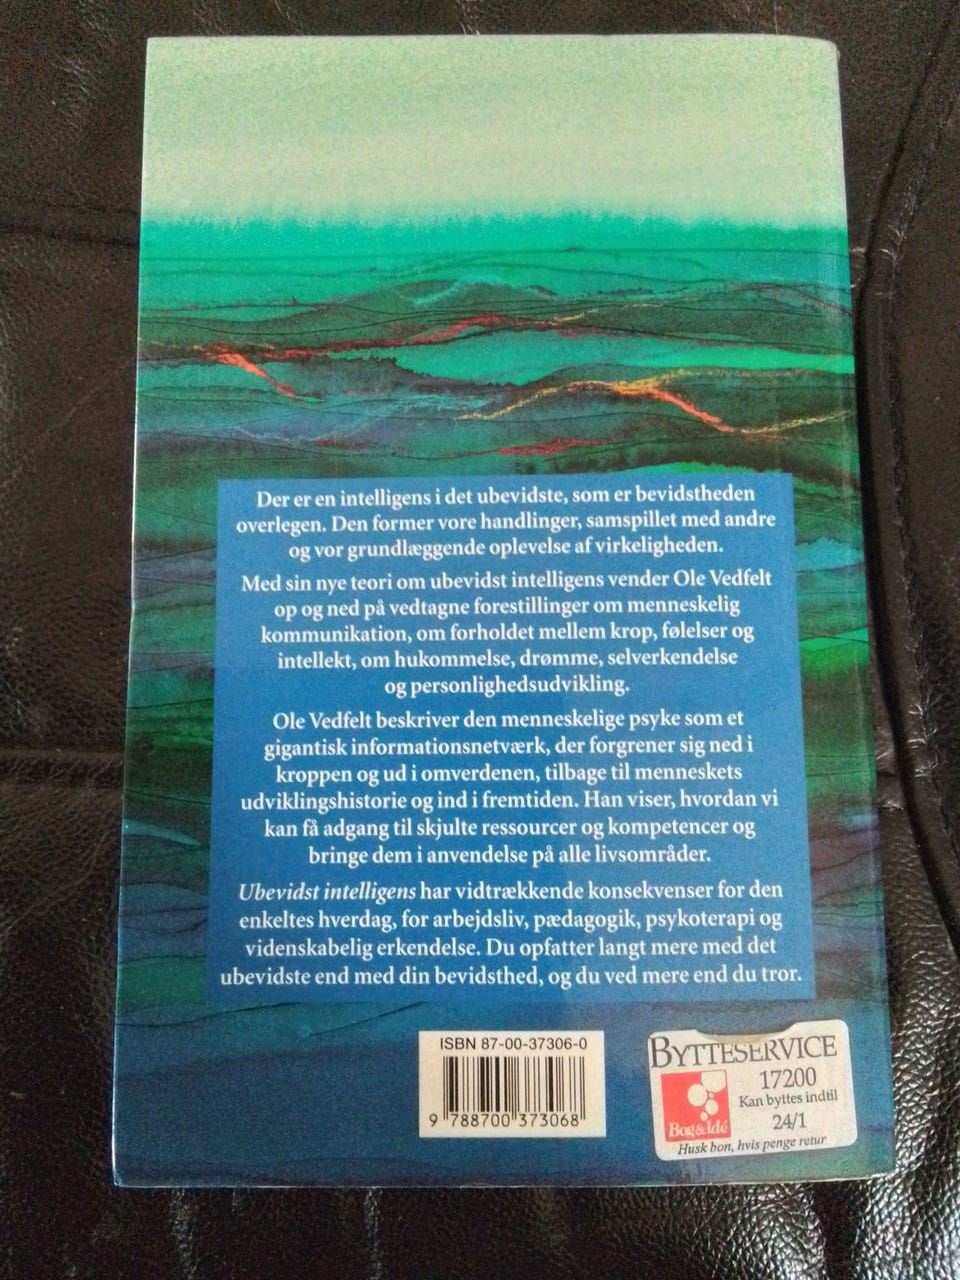 Der er en intelligens i det ubevidste, som er bevidstheden
overlegen. Den former vore handlinger, samspillet med andre
og vor grundlæggende oplevelse af virkeligheden.
Med sin nye teori om ubevidst intelligens vender Ole Vedfelt
op og ned på vedtagne forestillinger om menneskelig
kommunikation, om forholdet mellem krop, følelser og
intellekt, om hukommelse, drømme, selverkendelse
og personlighedsudvikling.
Ole Vedfelt beskriver den menneskelige psyke som et
gigantisk informationsnetværk, der forgrener sig ned i
kroppen og ud i omverdenen, tilbage til menneskets
udviklingshistorie og ind i fremtiden. Han viser, hvordan vi
kan få adgang til skjulte ressourcer og kompetencer og
bringe dem i anvendelse på alle livsområder.
Ubevidst intelligens har vidtrækkende konsekvenser for den
enkeltes hverdag, for arbejdsliv, pædagogik, psykoterapi og
videnskabelig erkendelse. Du opfatter langt mere med det
ubevidste end med din bevidsthed, og du ved mere end du tror.
ISBN 87-00-37306-0
9 788700 373068
BYTTESERVICE
17200
Kan byttes indtil
24/1
Bog&idé
Husk bon, hvis penge retur